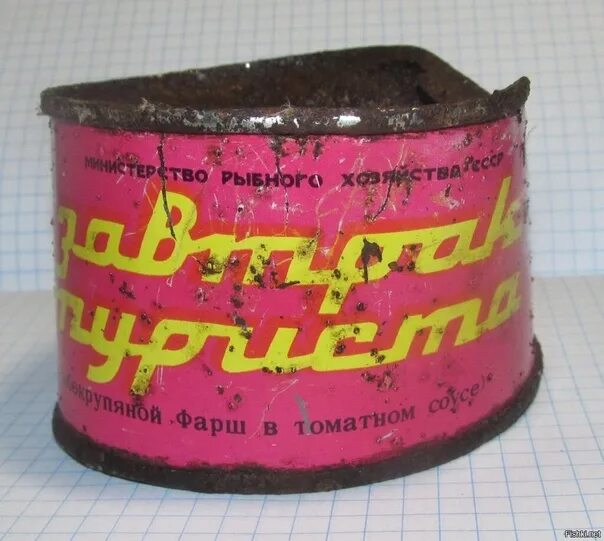 МИНИСТЕРСТВО РЫБНОГО ХОЗЯЙСТВА СССР
завтрак
туриста
фарш в томатном соусе)
Fishki.net